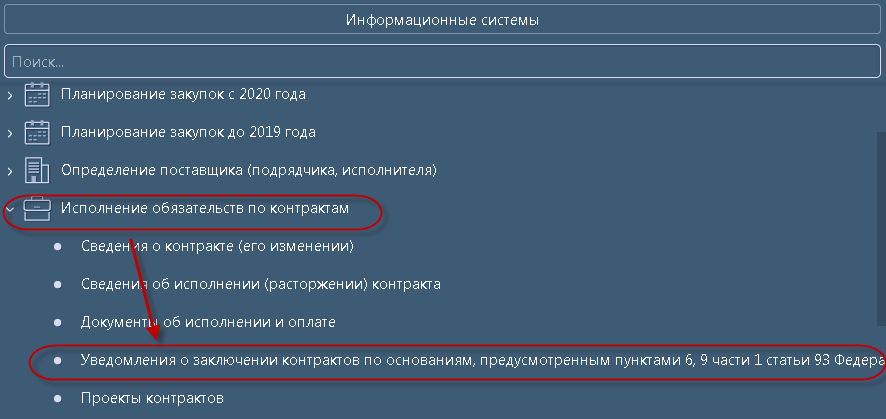 Информационные системы
Поиск...
Планирование закупок с 2020 года
Планирование закупок до 2019 года
Определение поставщика (подрядчика, исполнителя)
Исполнение обязательств по контрактам
Сведения о контракте (его изменении)
Сведения об исполнении (расторжении) контракта
Документы об исполнении и оплате
Уведомления о заключении контрактов по основаниям, предусмотренным пунктами 6, 9 части 1 статьи 93 Федера
Проекты контрактов